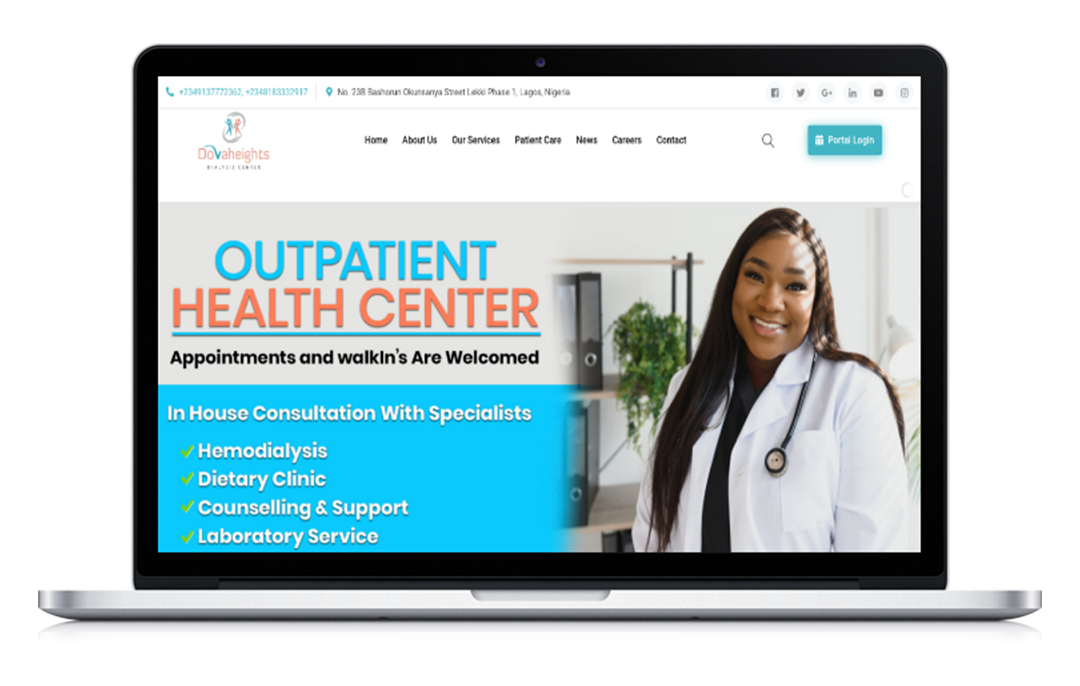 +2349137772362, +2348183332917
No. 23B Bashorun Okunsanya Street Lekki Phase 1, Lagos, Nigeria
G+
in
Home About Us Our Services Patient Care News Careers Contact
Portal Login
DoVaheights
DIALYSIS CENTER
OUTPATIENT
HEALTH CENTER
Appointments and walkIn's Are Welcomed
In House Consultation With Specialists
Hemodialysis
Dietary Clinic
Counselling & Support
Laboratory Service